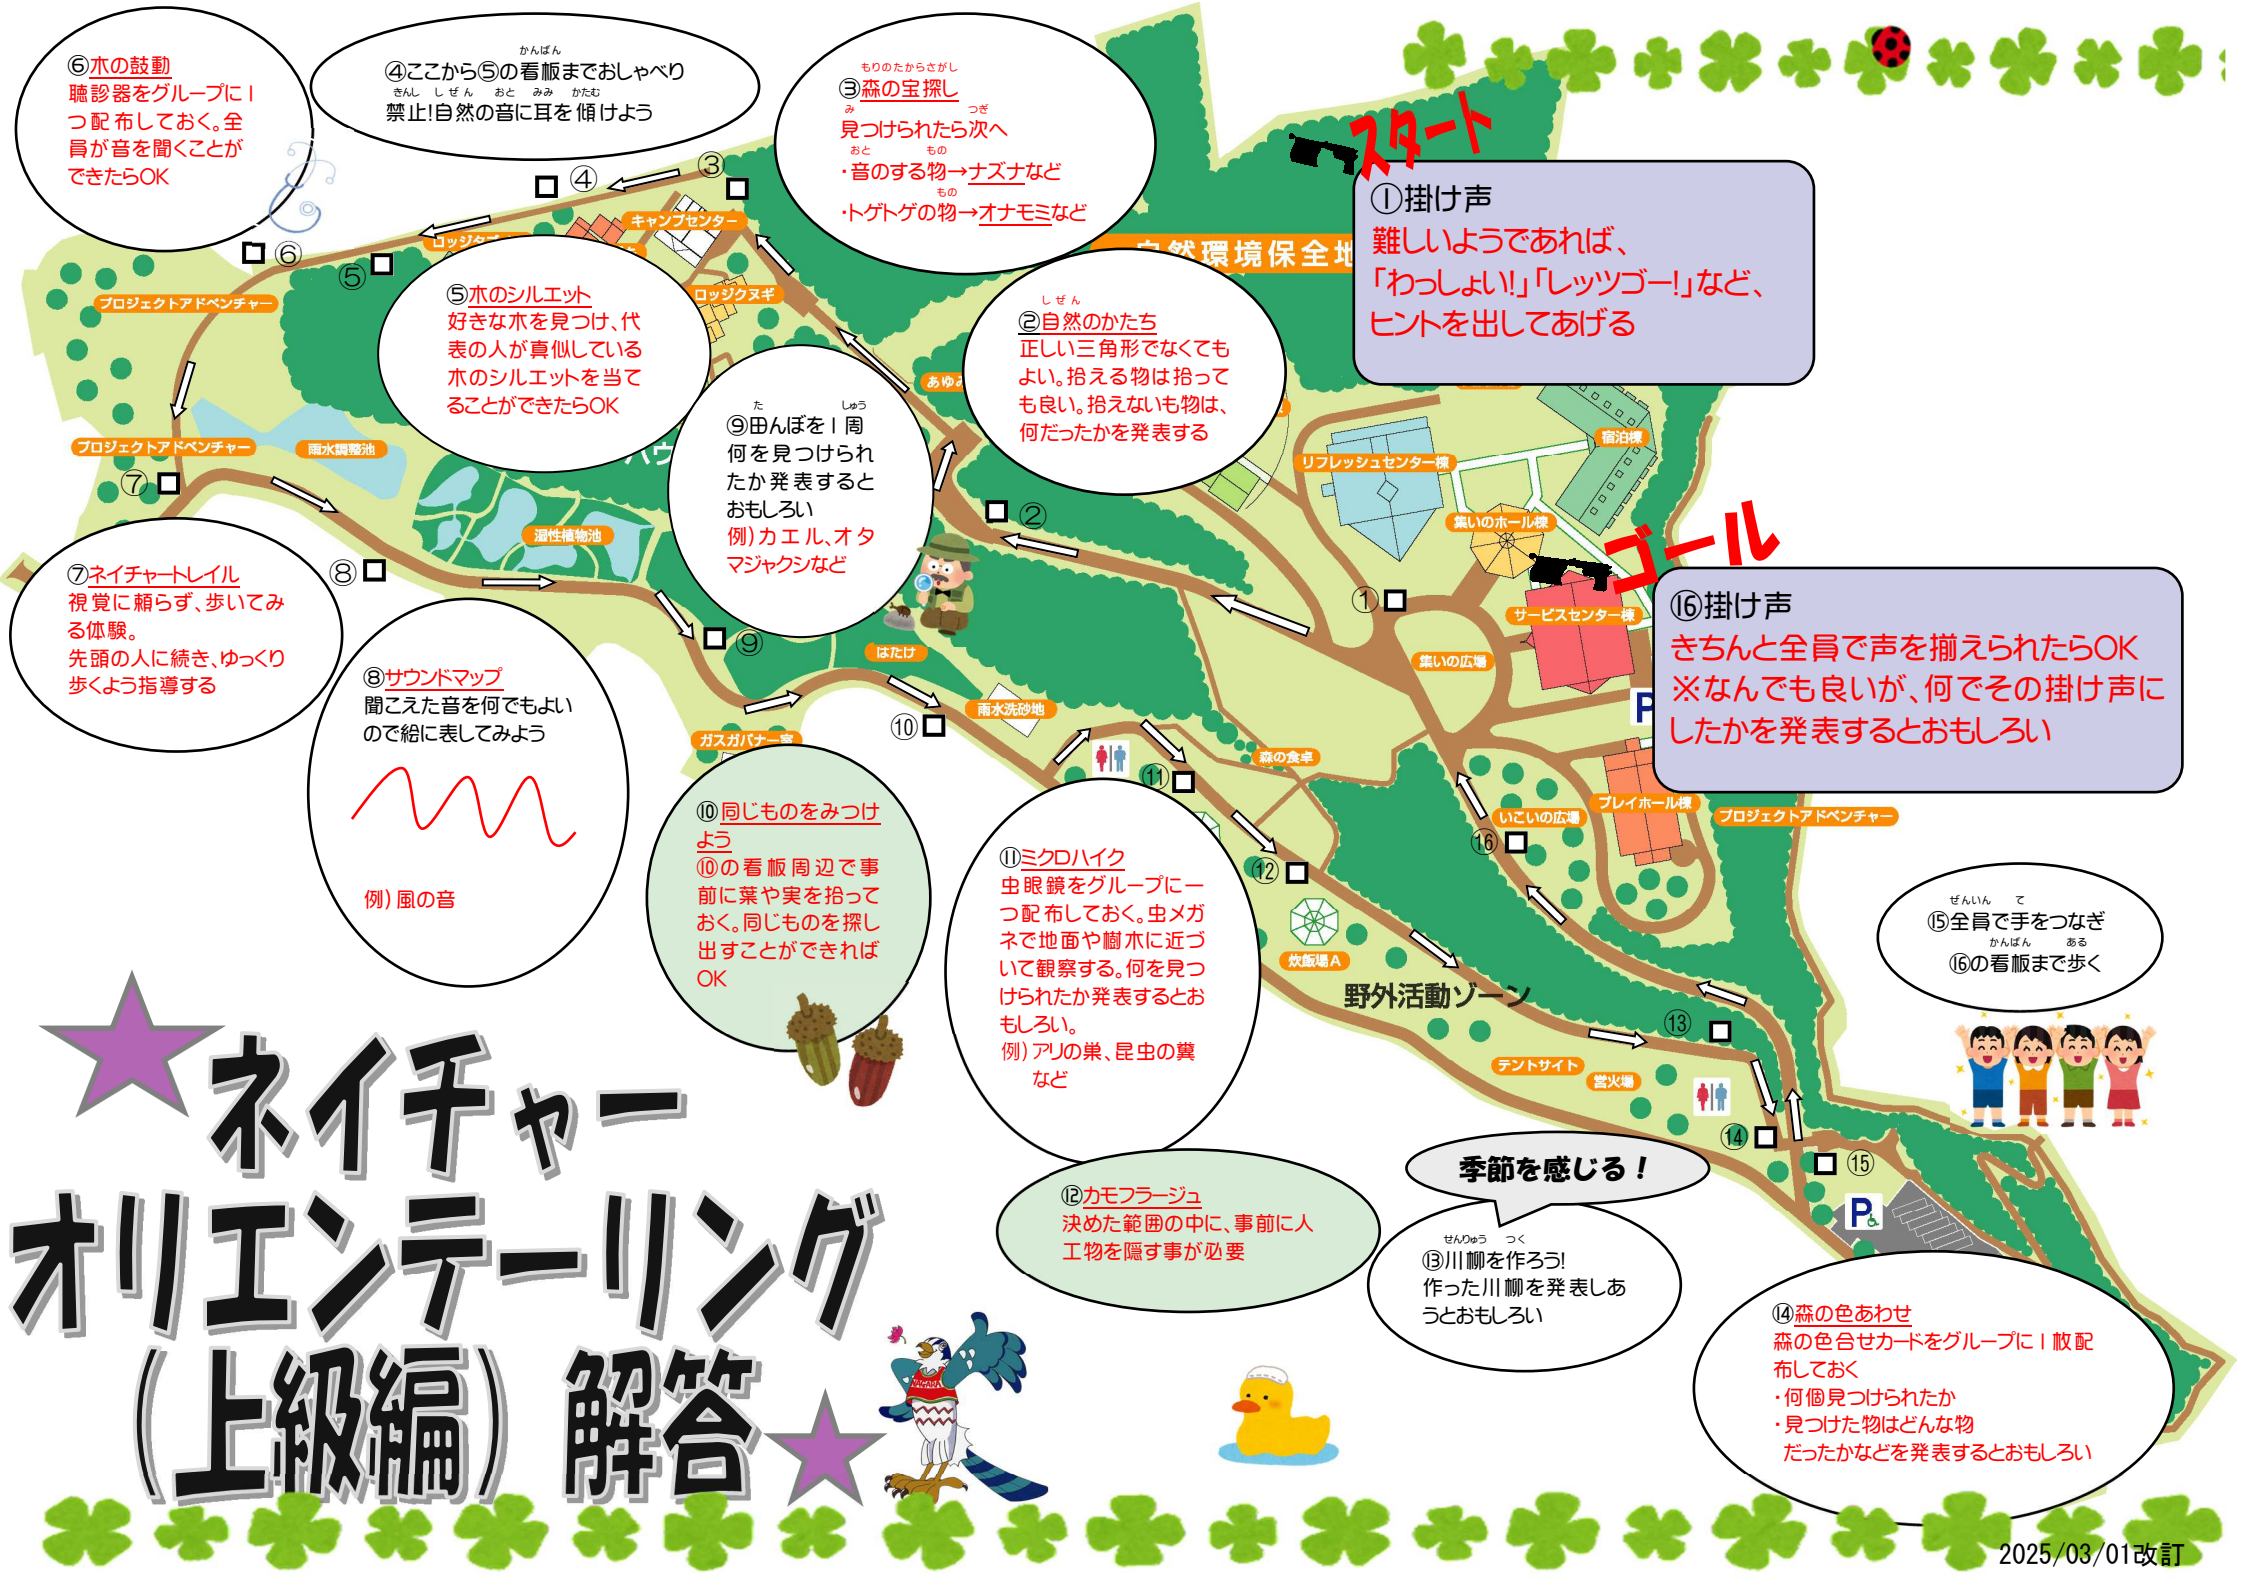 ⑥木の鼓動
聴診器をグループに1
つ配布しておく。全
員が音を聞くことが
できたらOK
かんばん
④ここから⑤の看板までおしゃべり
きんし しぜん おと みみ かたむ
禁止!自然の音に耳を傾けよう
もりのたからさがし
③森の宝探し
み つぎ
見つけられたら次へ
おと もの
・音のする物→ナズナなど
もの
・トゲトゲの物→オナモミなど
スタート
①掛け声
難しいようであれば、
「わっしょい!」「レッツゴー!」など、
ヒントを出してあげる
自然環境保全地
④
③
キャンプセンター
ロッジ
⑥
⑤
プロジェクトアドベンチャー
ロッジクヌギ
⑤木のシルエット
好きな木を見つけ、代
表の人が真似している
木のシルエットを当て
ることができたらOK
しぜん
②自然のかたち
正しい三角形でなくても
よい。拾える物は拾って
も良い。拾えないも物は、
何だったかを発表する
あゆみ
た しゅう
⑨田んぼを1周
何を見つけられ
たか発表すると
おもしろい
例)カエル、オタ
マジャクシなど
プロジェクトアドベンチャー
雨水調整池
ハウ
リフレッシュセンター棟
宿泊棟
⑦
②
集いのホール棟
湿性植物池
ゴール
⑦ネイチャートレイル
視覚に頼らず、歩いてみ
る体験。
先頭の人に続き、ゆっくり
歩くよう指導する
⑧
①
サービスセンター棟
⑯掛け声
きちんと全員で声を揃えられたらOK
※なんでも良いが、何でその掛け声に
したかを発表するとおもしろい
⑨
はたけ
集いの広場
P
⑧サウンドマップ
聞こえた音を何でもよい
ので絵に表してみよう
例)風の音
雨水洗砂地
⑩
ガスガバナー室
森の食卓
⑪
プレイホール棟
いこいの広場
プロジェクトアドベンチャー
⑯
⑩同じものをみつけ
よう
⑩の看板周辺で事
前に葉や実を拾って
おく。同じものを探し
出すことができれば
OK
⑪ミクロハイク
虫眼鏡をグループに一
つ配布しておく。虫メガ
ネで地面や樹木に近づ
いて観察する。何を見つ
けられたか発表するとお
もしろい。
例)アリの巣、昆虫の糞
など
⑫
炊飯場A
野外活動ゾーン
ぜんいん て
⑮全員で手をつなぎ
かんばん ある
⑯の看板まで歩く
⑬
テントサイト
営火場
⑭
⑮
P
季節を感じる!
⑫カモフラージュ
決めた範囲の中に、事前に人
工物を隠す事が必要
せんりゅう つく
⑬川柳を作ろう!
作った川柳を発表しあ
うとおもしろい
⑭森の色あわせ
森の色合せカードをグループに1枚配
布しておく
・何個見つけられたか
・見つけた物はどんな物
だったかなどを発表するとおもしろい
ネイチャー
オリエンテーリング
(上級編) 解答
NAGARA
2025/03/01改訂